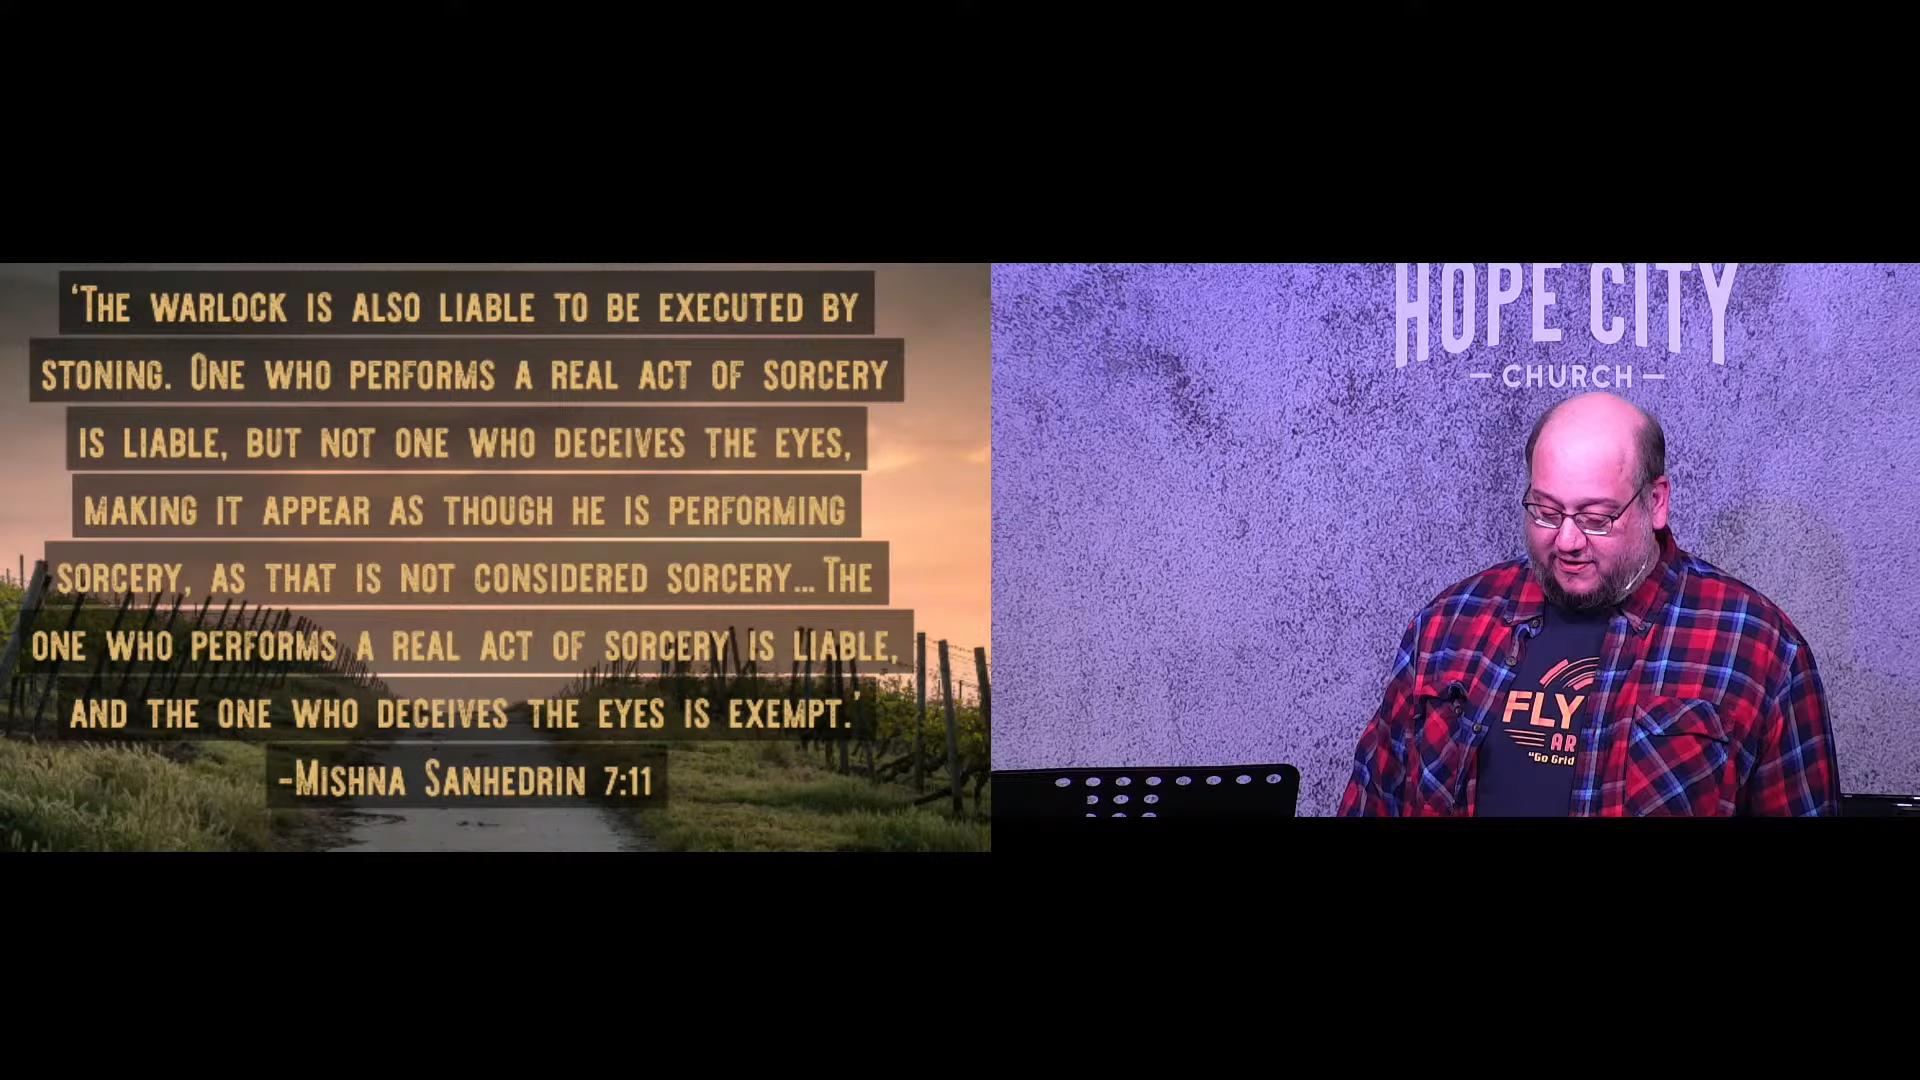 ‘The warlock is also liable to be executed by
stoning. One who performs a real act of sorcery
is liable, but not one who deceives the eyes,
making it appear as though he is performing
sorcery, as that is not considered sorcery... The
one who performs a real act of sorcery is liable,
and the one who deceives the eyes is exempt.’
-Mishna Sanhedrin 7:11
HOPE CITY
– CHURCH –
FLY
AR
“Go Grid